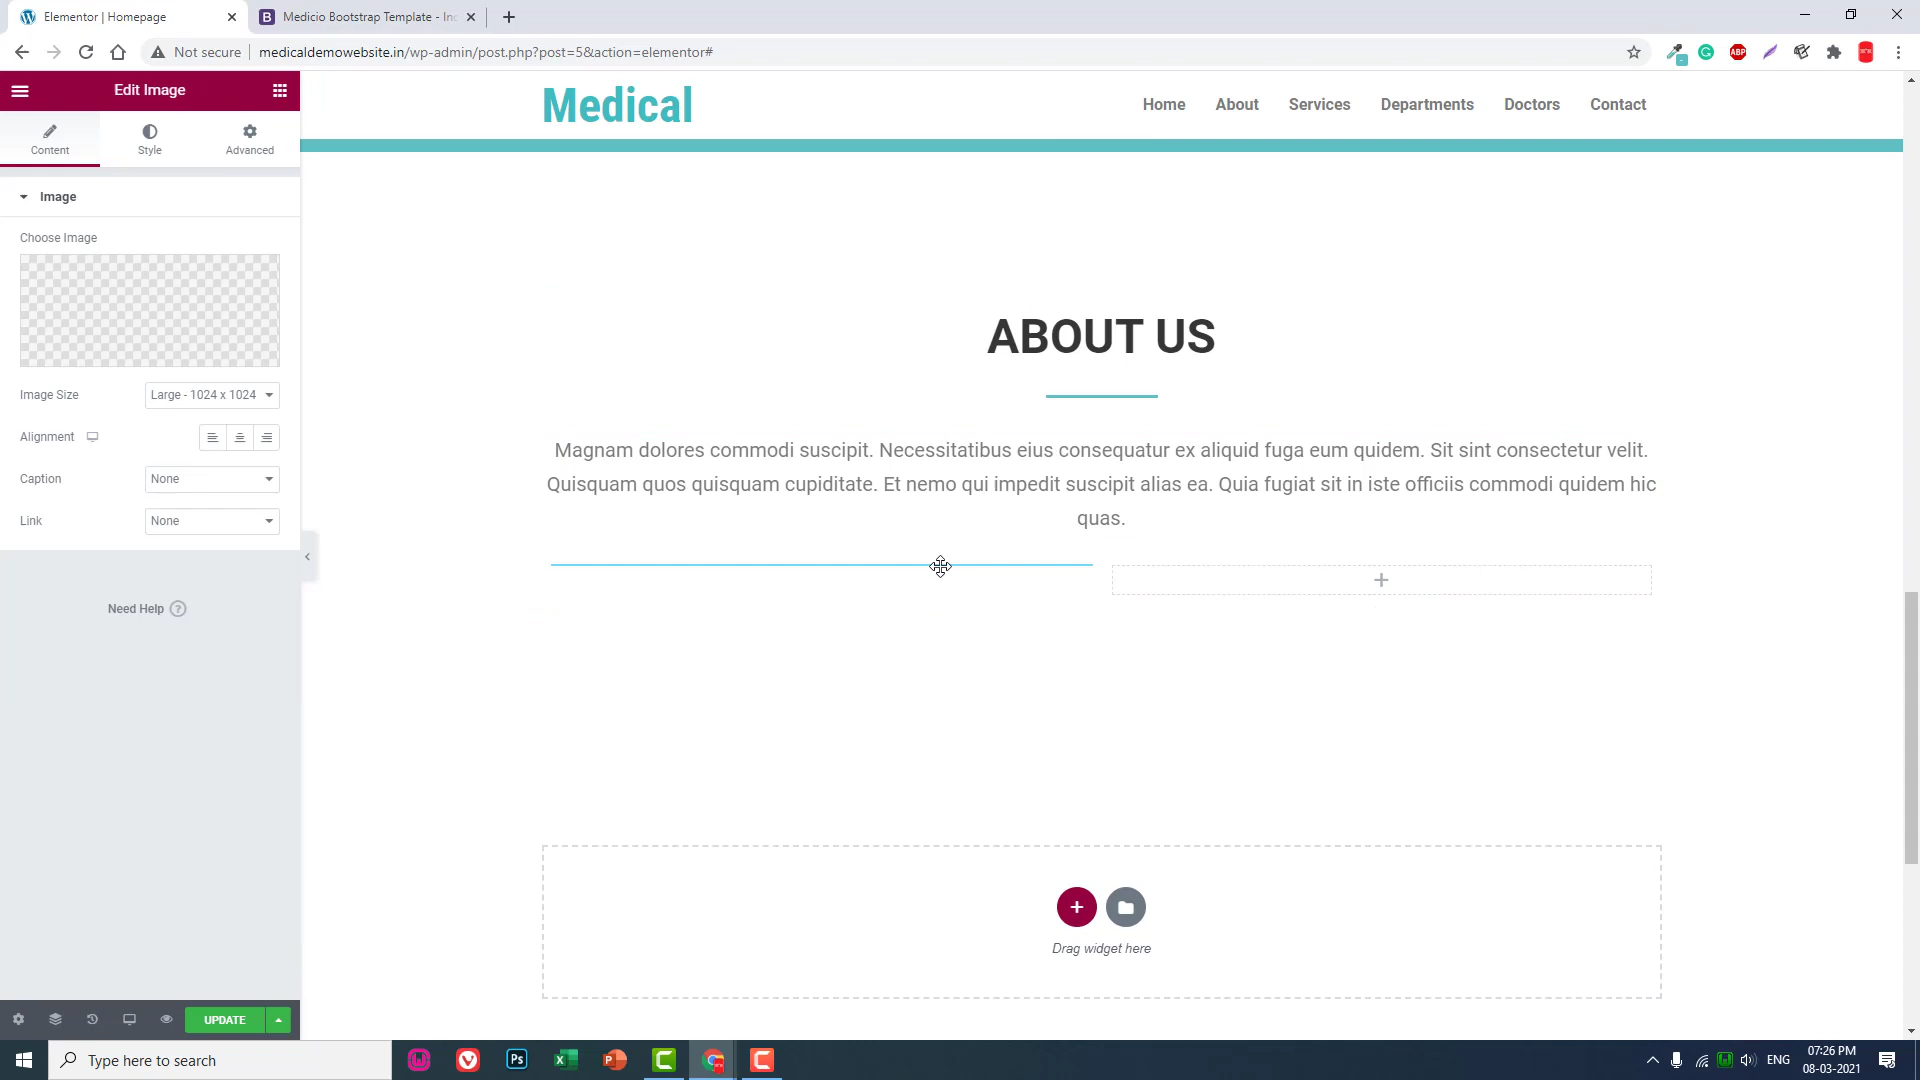 Elementor | Homepage
Medicio Bootstrap Template - Inc
Not secure
medicaldemowebsite.in/wp-admin/post.php?post=5&action=elementor#
ABP
Edit Image
Content
Style
Advanced
Image
Choose Image
Image Size
Large - 1024 x 1024
Alignment
Caption
None
Link
None
Need Help ?
UPDATE
Medical
Home
About
Services
Departments
Doctors
Contact
ABOUT US
Magnam dolores commodi suscipit. Necessitatibus eius consequatur ex aliquid fuga eum quidem. Sit sint consectetur velit.
Quisquam quos quisquam cupiditate. Et nemo qui impedit suscipit alias ea. Quia fugiat sit in iste officiis commodi quidem hic
quas.
Drag widget here
Type here to search
Ps
ENG
07:26 PM
08-03-2021